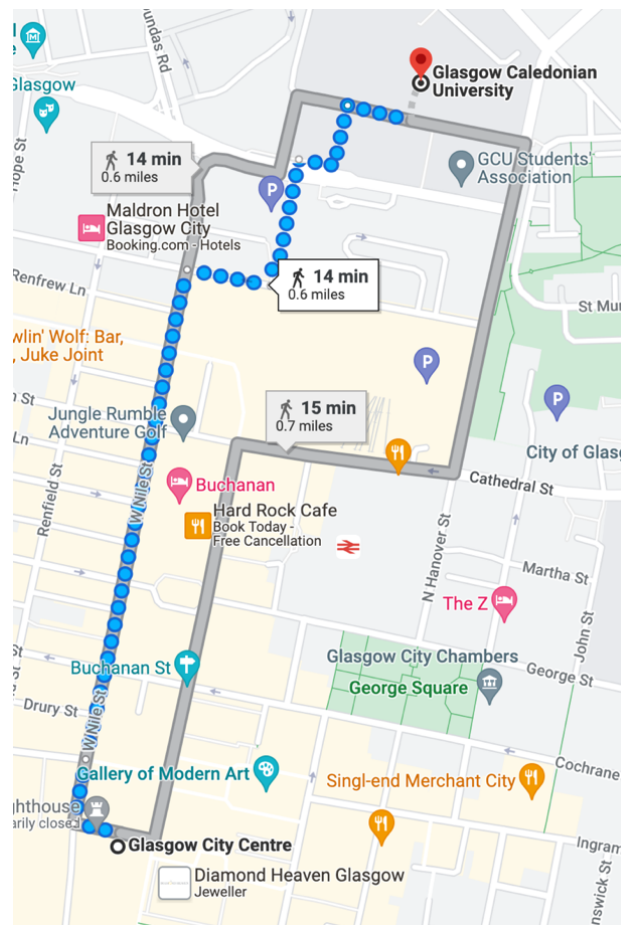 undas Rd
Glasgow
Hope St
Glasgow Caledonian
University
14 min
0.6 miles
GCU Students'
Association
P
Maldron Hotel
Glasgow City
Booking.com - Hotels
Renfrew Ln
14 min
0.6 miles
St Mu
wlin' Wolf: Bar,
, Juke Joint
P
P
n St
15 min
0.7 miles
Jungle Rumble
Adventure Golf
Ln
City of Glasg
Cathedral St
Renfield St
W Nile St
Buchanan
Hard Rock Cafe
Book Today -
Free Cancellation
N Hanover St
Martha St
The Z
John St
St
Glasgow City Chambers
George St
Buchanan St
George Square
Drury St
W Nile St
Cochrane
Gallery of Modern Art
Singl-end Merchant City
ghthouse
arily closed
Glasgow City Centre
Ingram
Diamond Heaven Glasgow
Jeweller
nswick St